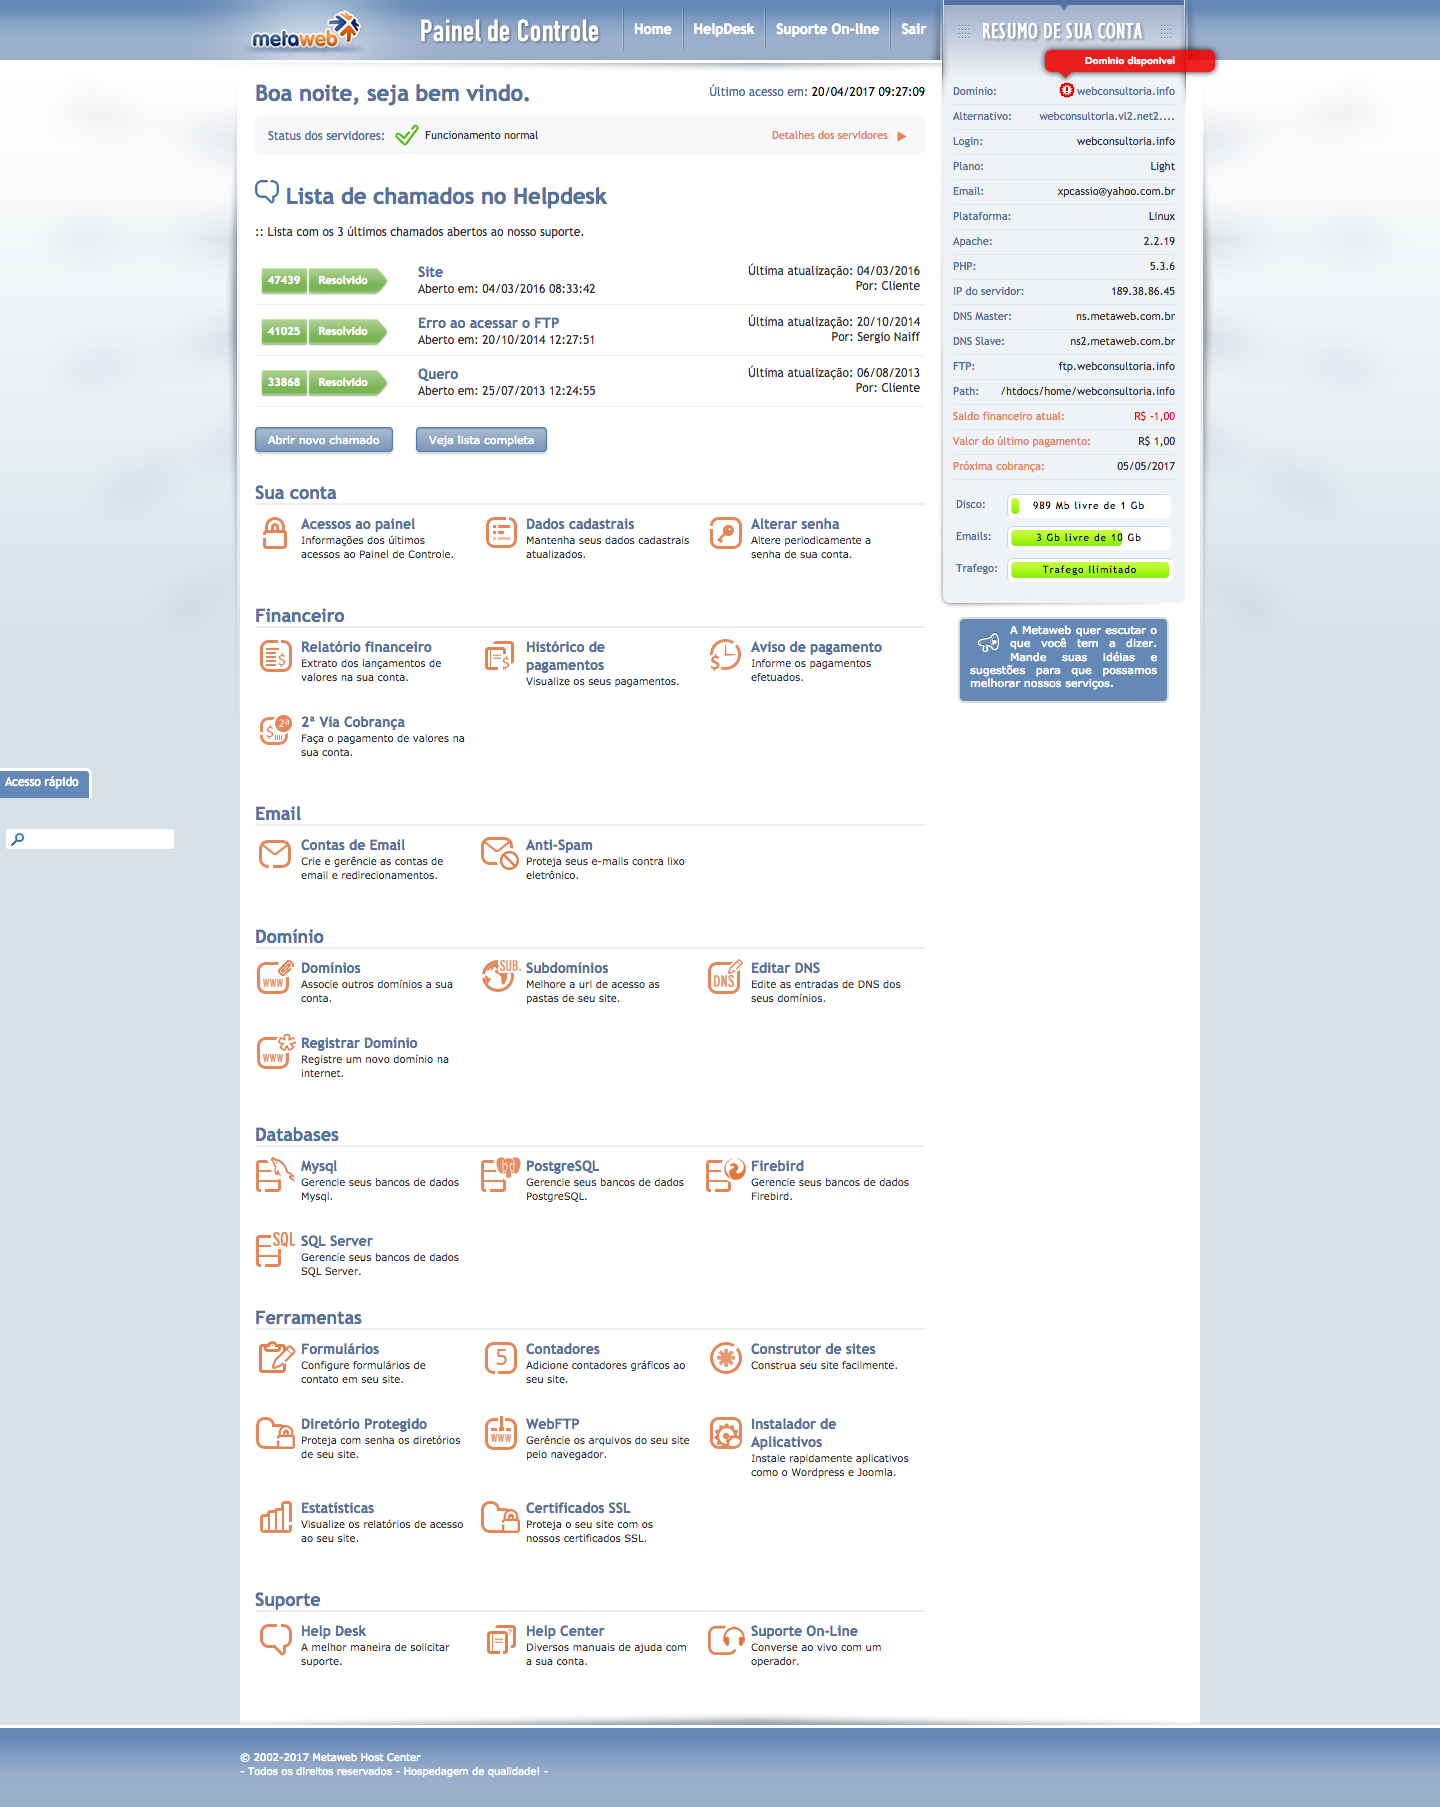 metaweb
Painel de Controle
Home
HelpDesk
Suporte On-line
Sair
RESUMO DE SUA CONTA
Dominio disponivel
Boa noite, seja bem vindo.
Último acesso em: 20/04/2017 09:27:09
Status dos servidores:
Funcionamento normal
Detalhes dos servidores
Lista de chamados no Helpdesk
:: Lista com os 3 últimos chamados abertos ao nosso suporte.
47439 Resolvido
Site
Aberto em: 04/03/2016 08:33:42
Última atualização: 04/03/2016
Por: Cliente
41025 Resolvido
Erro ao acessar o FTP
Aberto em: 20/10/2014 12:27:51
Última atualização: 20/10/2014
Por: Sergio Naiff
33868 Resolvido
Quero
Aberto em: 25/07/2013 12:24:55
Última atualização: 06/08/2013
Por: Cliente
Abrir novo chamado
Veja lista completa
Dominio: webconsultoria.info
Alternativo: webconsultoria.vl2.net2....
Login: webconsultoria.info
Plano: Light
Email: xpcassio@yahoo.com.br
Plataforma: Linux
Apache: 2.2.19
PHP: 5.3.6
IP do servidor: 189.38.86.45
DNS Master: ns.metaweb.com.br
DNS Slave: ns2.metaweb.com.br
FTP: ftp.webconsultoria.info
Path: /htdocs/home/webconsultoria.info
Saldo financeiro atual: R$ -1,00
Valor do último pagamento: R$ 1,00
Próxima cobrança: 05/05/2017
Disco: 989 Mb livre de 1 Gb
Emails: 3 Gb livre de 10 Gb
Trafego: Trafego Ilimitado
A Metaweb quer escutar o
que você tem a dizer.
Mande suas idéias e
sugestões para que possamos
melhorar nossos serviços.
Sua conta
Acessos ao painel
Informações dos últimos
acessos ao Painel de Controle.
Dados cadastrais
Mantenha seus dados cadastrais
atualizados.
Alterar senha
Altere periodicamente a
senha de sua conta.
Financeiro
Relatório financeiro
Extrato dos lançamentos de
valores na sua conta.
Histórico de
pagamentos
Visualize os seus pagamentos.
Aviso de pagamento
Informe os pagamentos
efetuados.
2ª
2ª Via Cobrança
Faça o pagamento de valores na
sua conta.
Acesso rápido
Email
Contas de Email
Crie e gerêncie as contas de
email e redirecionamentos.
Anti-Spam
Proteja seus e-mails contra lixo
eletrônico.
Domínio
WWW
Domínios
Associe outros domínios a sua
conta.
SUB.
Subdomínios
Melhore a url de acesso as
pastas de seu site.
DNS
Editar DNS
Edite as entradas de DNS dos
seus domínios.
WWW
Registrar Domínio
Registre um novo domínio na
internet.
Databases
Mysql
Gerencie seus bancos de dados
Mysql.
PostgreSQL
Gerencie seus bancos de dados
PostgreSQL.
Firebird
Gerencie seus bancos de dados
Firebird.
SQL
SQL Server
Gerencie seus bancos de dados
SQL Server.
Ferramentas
Formulários
Configure formulários de
contato em seu site.
5
Contadores
Adicione contadores gráficos ao
seu site.
Construtor de sites
Construa seu site facilmente.
Diretório Protegido
Proteja com senha os diretórios
de seu site.
WWW
WebFTP
Gerêncie os arquivos do seu site
pelo navegador.
Instalador de
Aplicativos
Instale rapidamente aplicativos
como o Wordpress e Joomla.
Estatísticas
Visualize os relatórios de acesso
ao seu site.
Certificados SSL
Proteja o seu site com os
nossos certificados SSL.
Suporte
Help Desk
A melhor maneira de solicitar
suporte.
Help Center
Diversos manuais de ajuda com
a sua conta.
Suporte On-Line
Converse ao vivo com um
operador.
© 2002-2017 Metaweb Host Center
- Todos os direitos reservados - Hospedagem de qualidade! -